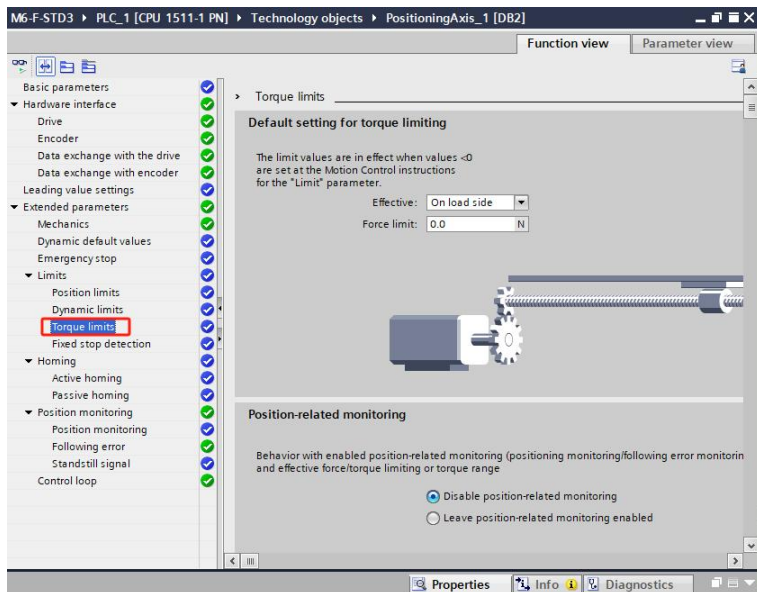 M6-F-STD3 ▸ PLC_1 [CPU 1511-1 PN] ▸ Technology objects ▸ PositioningAxis_1 [DB2]
Function view
Parameter view
Basic parameters
Hardware interface
Drive
Encoder
Data exchange with the drive
Data exchange with encoder
Leading value settings
Extended parameters
Mechanics
Dynamic default values
Emergency stop
Limits
Position limits
Dynamic limits
Torque limits
Fixed stop detection
Homing
Active homing
Passive homing
Position monitoring
Position monitoring
Following error
Standstill signal
Control loop
Torque limits
Default setting for torque limiting
The limit values are in effect when values <0
are set at the Motion Control instructions
for the "Limit" parameter.
Effective: On load side
Force limit: 0.0 N
Position-related monitoring
Behavior with enabled position-related monitoring (positioning monitoring/following error monitorin
and effective force/torque limiting or torque range
Disable position-related monitoring
Leave position-related monitoring enabled
Properties
Info
Diagnostics